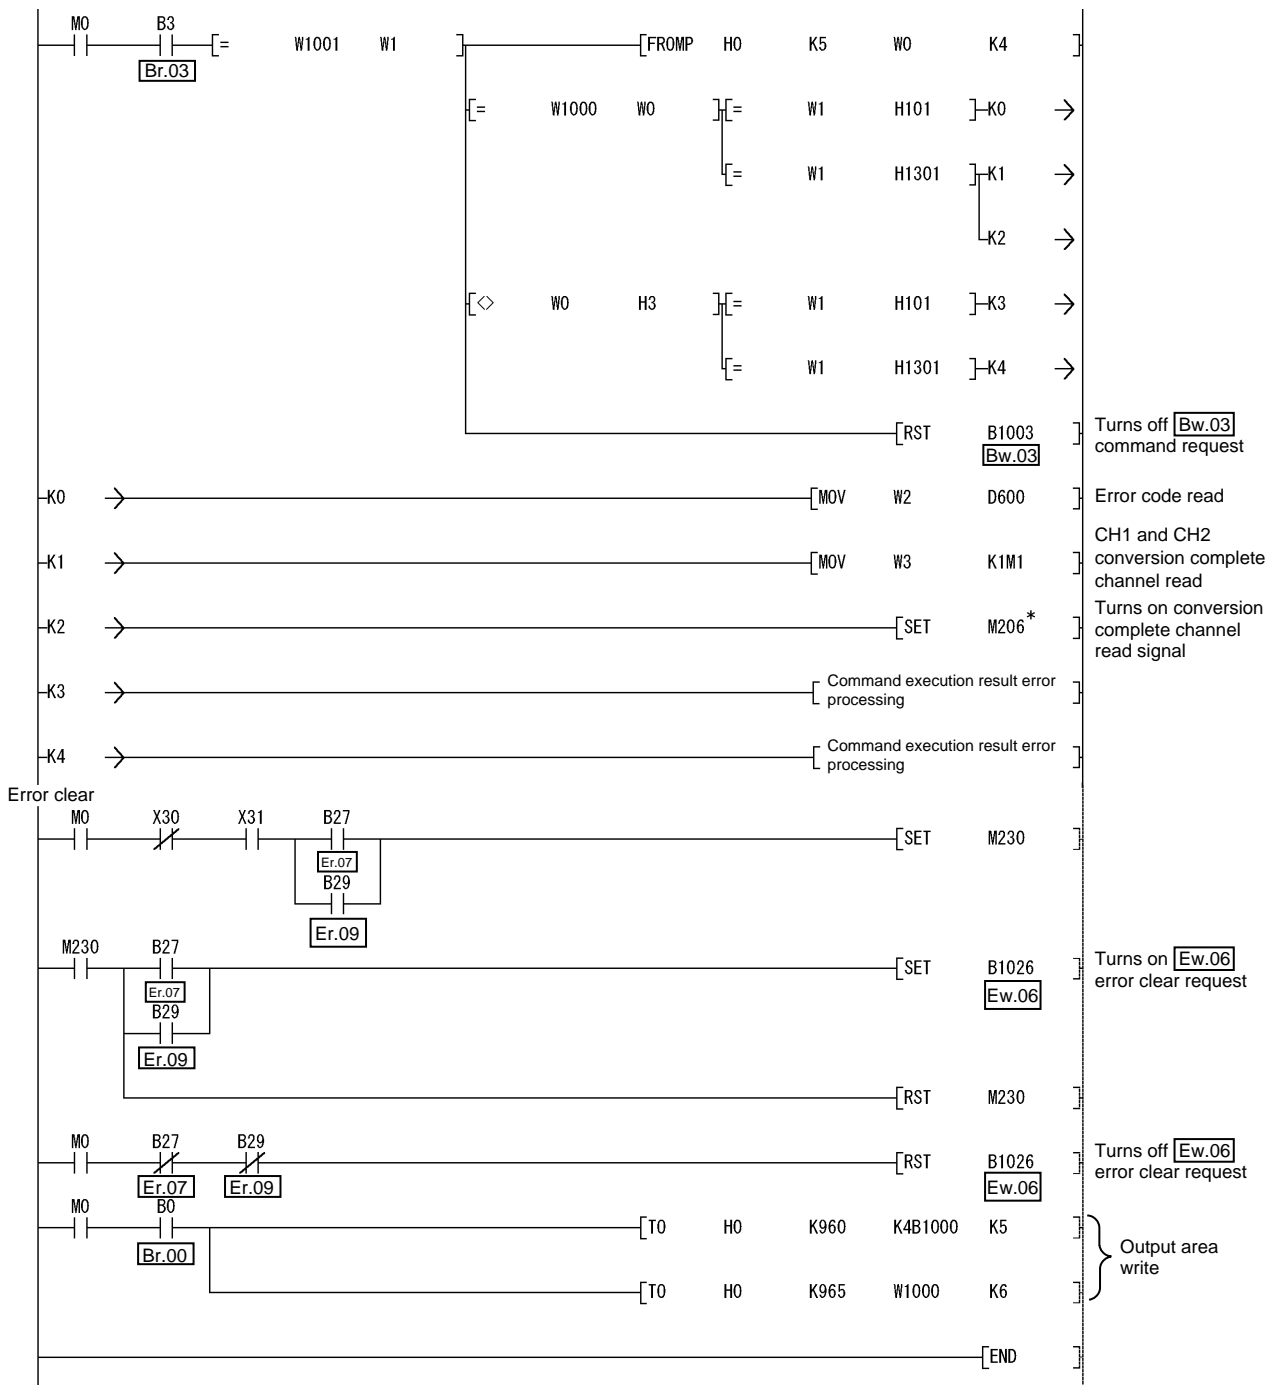 M0 B3
[= W1001 W1 ] [FROMP H0 K5 W0 K4 ]
Br.03
[= W1000 W0 ] [= W1 H101 ] K0
[= W1 H1301 ] K1
K2
[<> W0 H3 ] [= W1 H101 ] K3
[= W1 H1301 ] K4
[RST B1003 ] Turns off Bw.03
Bw.03 command request
K0 [MOV W2 D600 ] Error code read
K1 [MOV W3 K1M1 ] CH1 and CH2
conversion complete
channel read
K2 [SET M206* ] Turns on conversion
complete channel
read signal
K3 [ Command execution result error
processing ]
K4 [ Command execution result error
processing ]
Error clear
M0 X30 X31 B27
[SET M230 ]
Er.07
B29
Er.09
M230 B27
[SET B1026 ] Turns on Ew.06
Er.07 Ew.06 error clear request
B29
Er.09
[RST M230 ]
M0 B27 B29
[RST B1026 ] Turns off Ew.06
Er.07 Er.09 Ew.06 error clear request
M0 B0
[TO H0 K960 K4B1000 K5 ]
Br.00 Output area
write
[TO H0 K965 W1000 K6 ]
[END ]